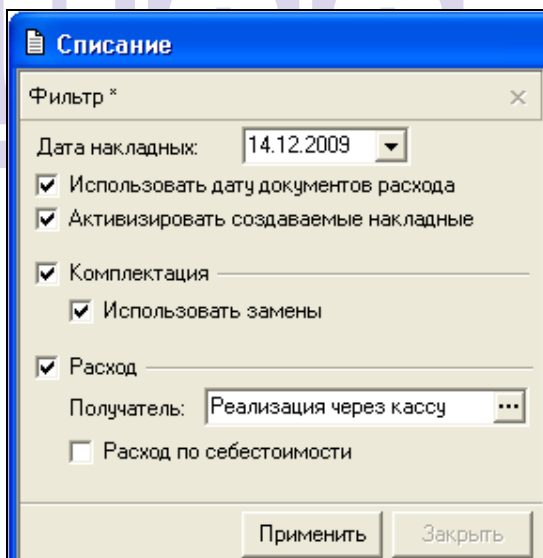 Списание
Фильтр *
Дата накладных: 14.12.2009
Использовать дату документов расхода
Активизировать создаваемые накладные
Комплектация
Использовать замены
Расход
Получатель: Реализация через кассу ...
Расход по себестоимости
Применить Закрыть